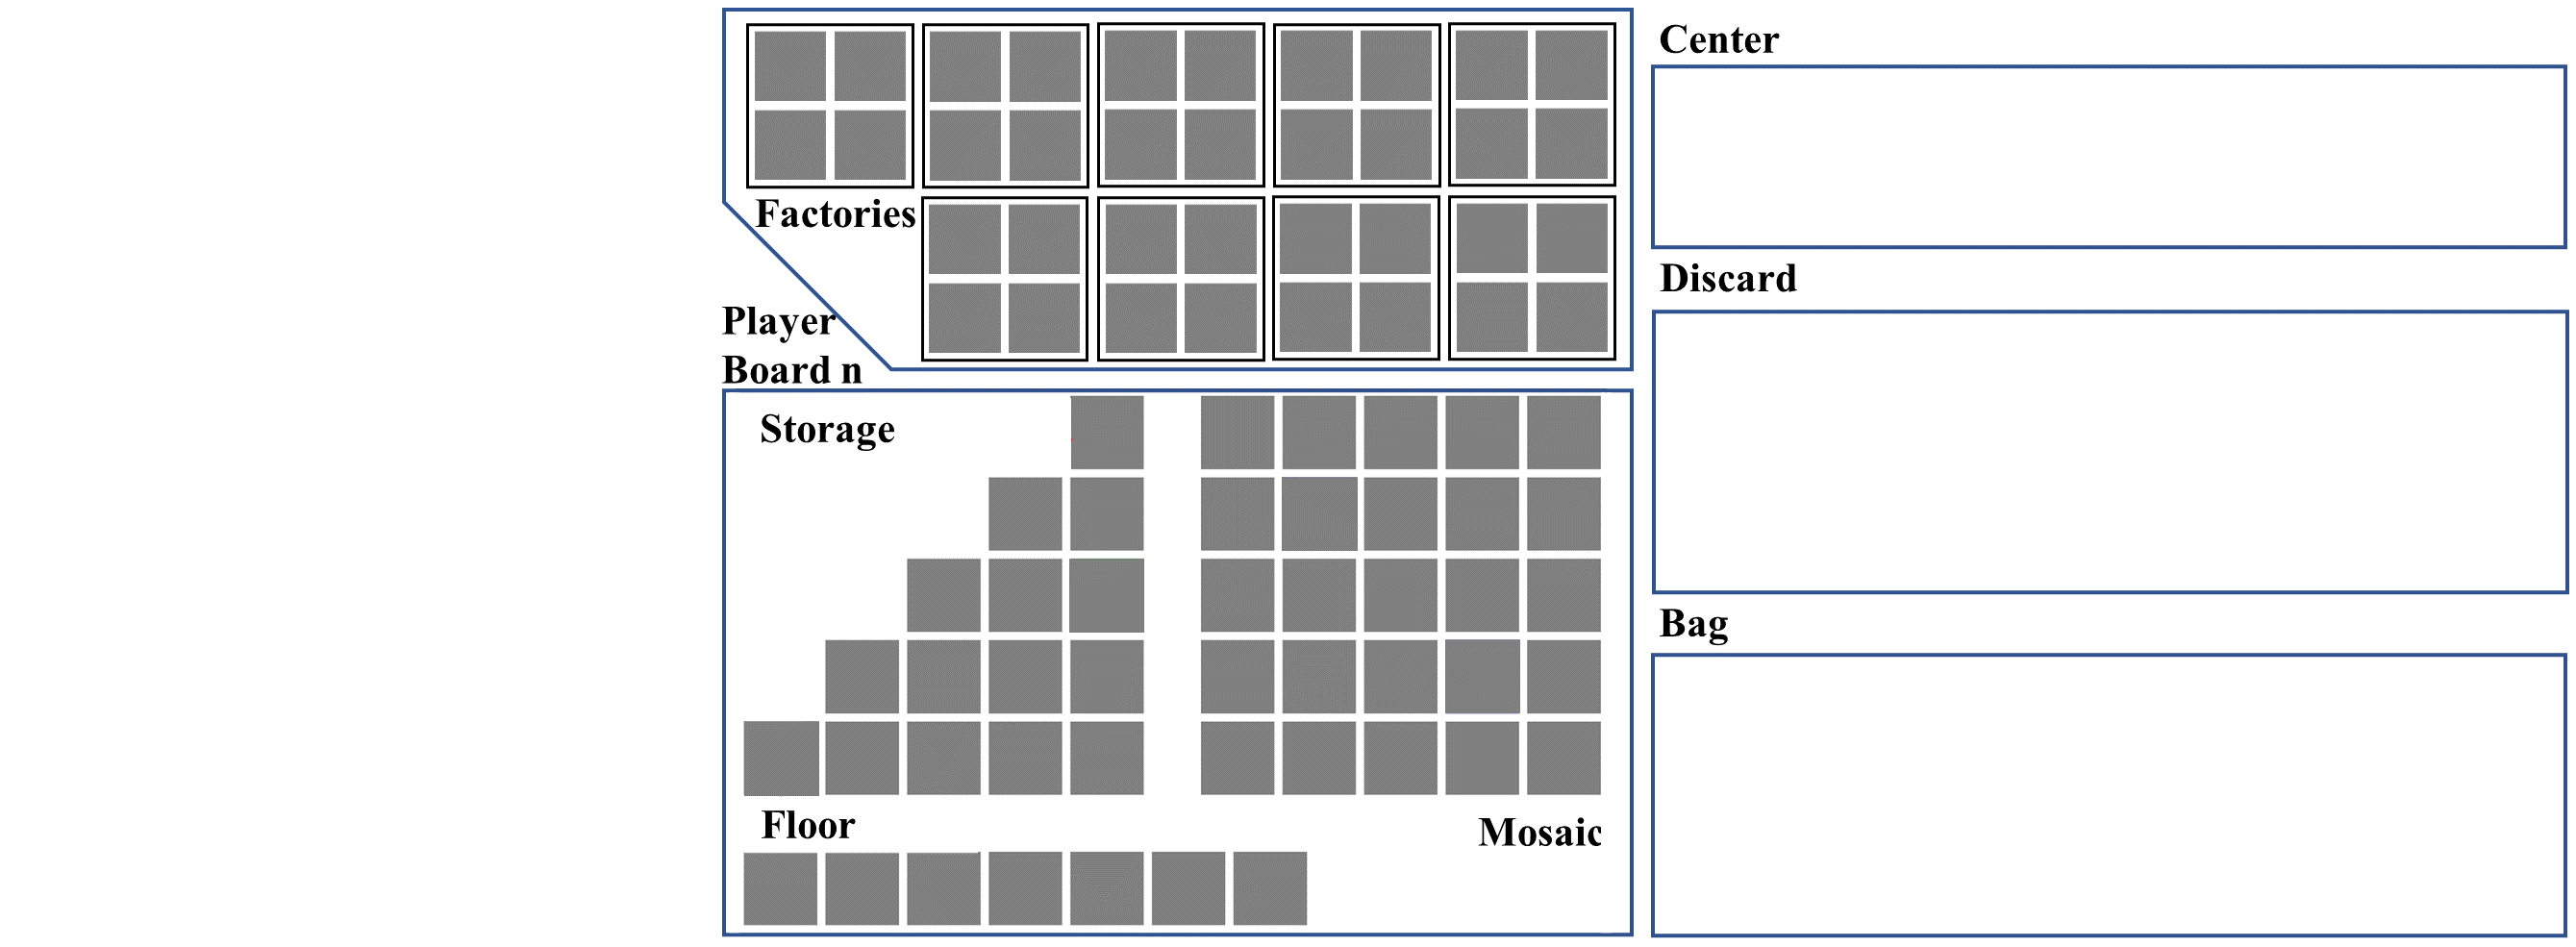 Center
Factories
Discard
Player
Board n
Storage
Bag
Floor
Mosaic